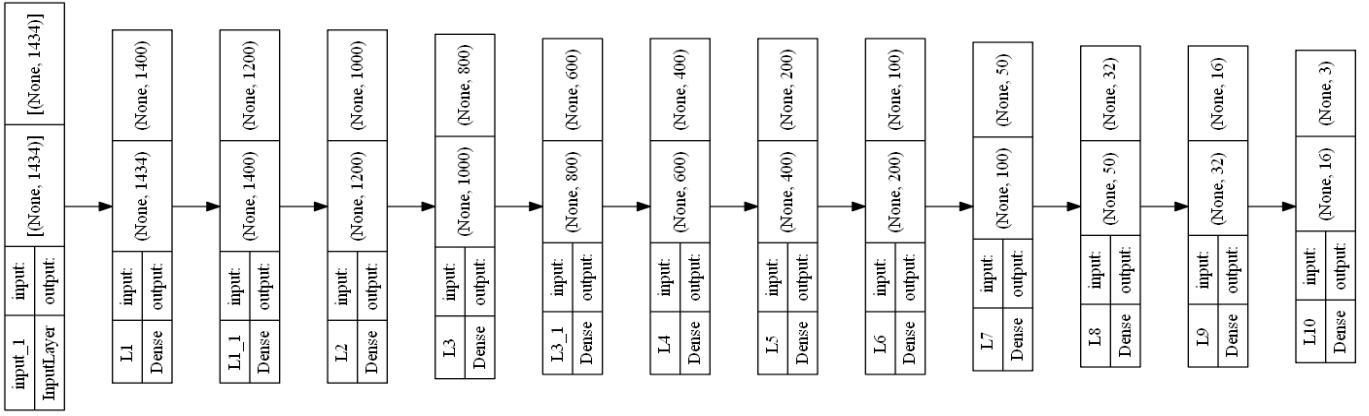 input_1 input:
InputLayer output:
[(None, 1434)] [(None, 1434)]
L1 input:
Dense output:
(None, 1434) (None, 1400)
L1_1 input:
Dense output:
(None, 1400) (None, 1200)
L2 input:
Dense output:
(None, 1200) (None, 1000)
L3 input:
Dense output:
(None, 1000) (None, 800)
L3_1 input:
Dense output:
(None, 800) (None, 600)
L4 input:
Dense output:
(None, 600) (None, 400)
L5 input:
Dense output:
(None, 400) (None, 200)
L6 input:
Dense output:
(None, 200) (None, 100)
L7 input:
Dense output:
(None, 100) (None, 50)
L8 input:
Dense output:
(None, 50) (None, 32)
L9 input:
Dense output:
(None, 32) (None, 16)
L10 input:
Dense output:
(None, 16) (None, 3)